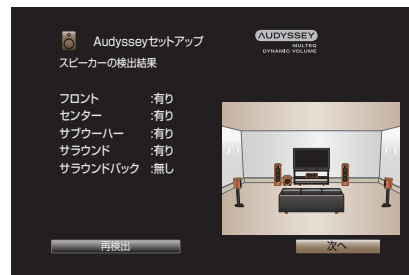 Audysseyセットアップ
AUDYSSEY
MULTEQ
DYNAMIC VOLUME
スピーカーの検出結果
フロント :有り
センター :有り
サブウーハー :有り
サラウンド :有り
サラウンドバック :無し
再検出
次へ